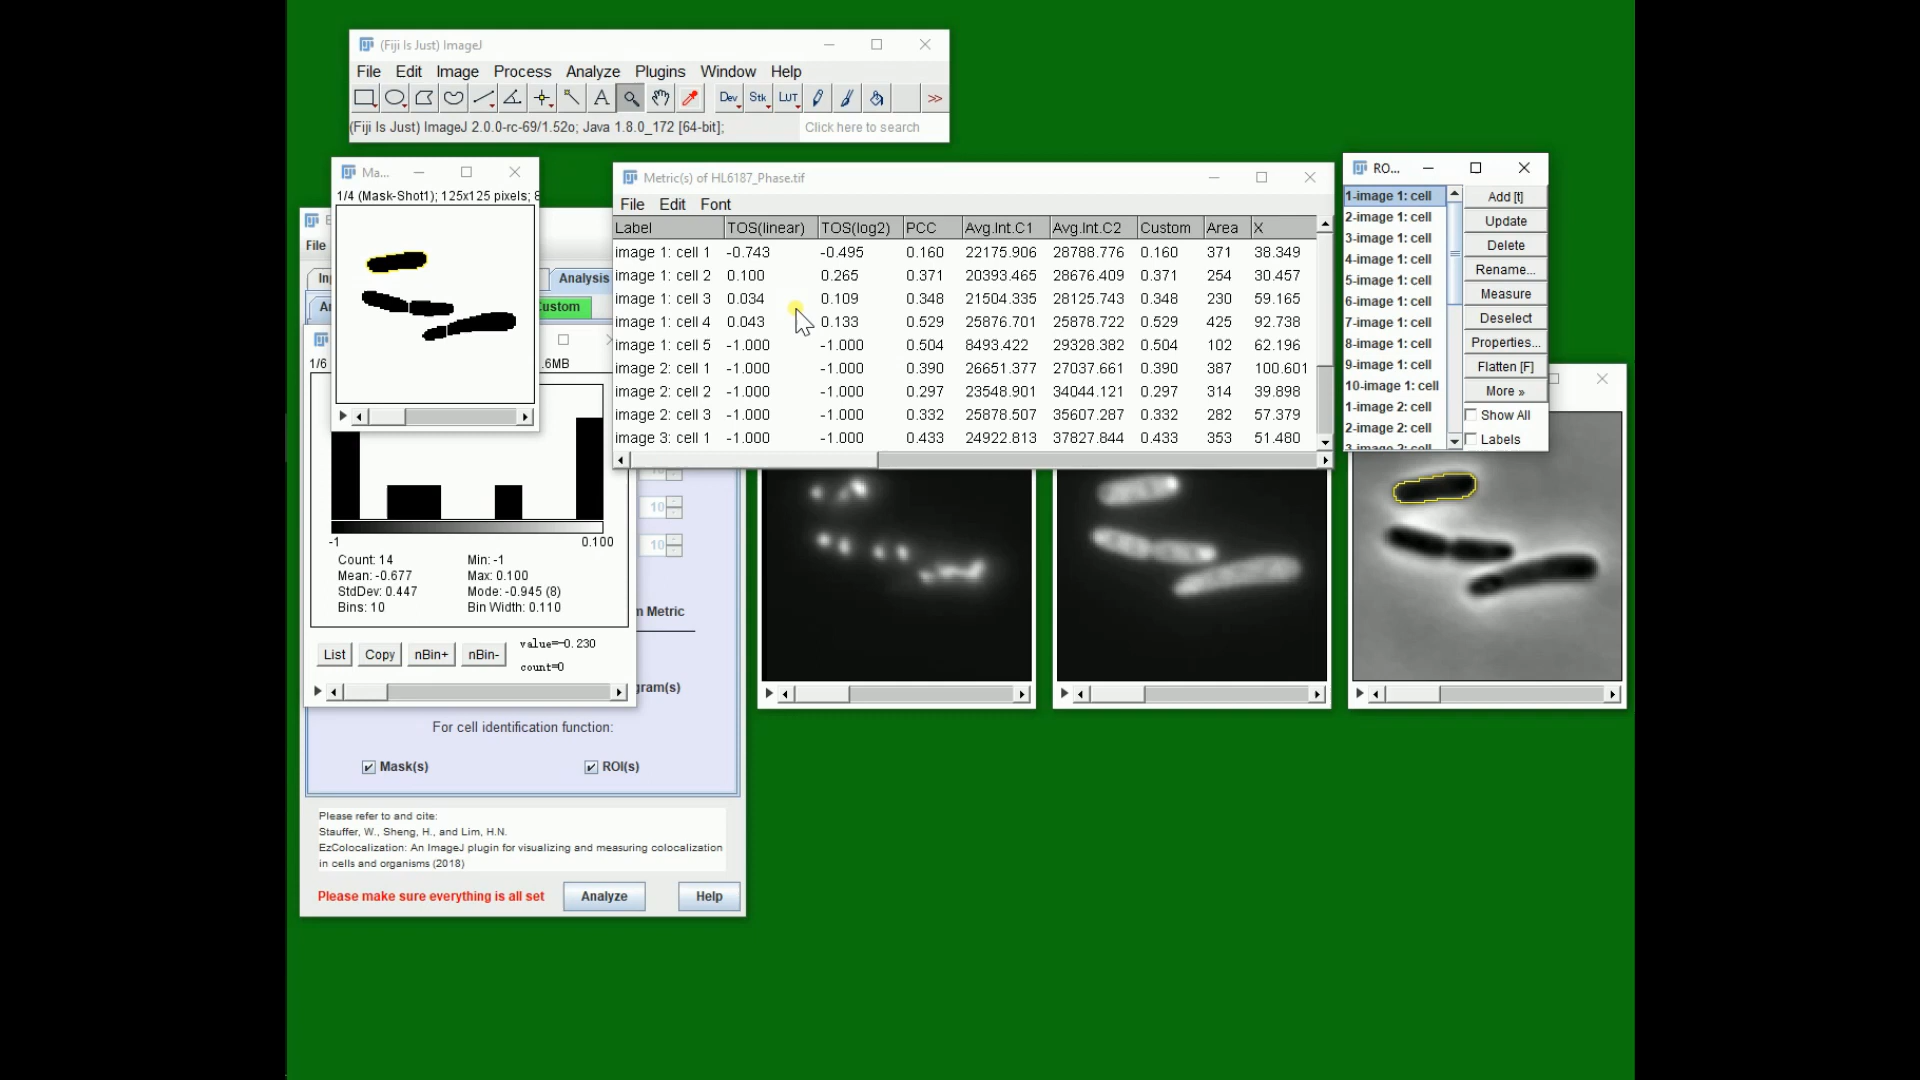 (Fiji Is Just) ImageJ
File Edit Image Process Analyze Plugins Window Help
Dev Stk LUT
(Fiji Is Just) ImageJ 2.0.0-rc-69/1.52o; Java 1.8.0_172 [64-bit];
Click here to search
Ma...
1/4 (Mask-Shot1); 125x125 pixels; 8
File
Analysis
1/6
.6MB
-1
0.100
Count: 14
Min: -1
Mean: -0.677
Max: 0.100
StdDev: 0.447
Mode: -0.945 (8)
Bins: 10
Bin Width: 0.110
List Copy nBin+ nBin-
value=-0.230
count=0
Metric(s) of HL6187_Phase.tif
File Edit Font
Label TOS(linear) TOS(log2) PCC Avg.Int.C1 Avg.Int.C2 Custom Area X
image 1: cell 1 -0.743 -0.495 0.160 22175.906 28788.776 0.160 371 38.349
image 1: cell 2 0.100 0.265 0.371 20393.465 28676.409 0.371 254 30.457
image 1: cell 3 0.034 0.109 0.348 21504.335 28125.743 0.348 230 59.165
image 1: cell 4 0.043 0.133 0.529 25876.701 25878.722 0.529 425 92.738
image 1: cell 5 -1.000 -1.000 0.504 8493.422 29328.382 0.504 102 62.196
image 2: cell 1 -1.000 -1.000 0.390 26651.377 27037.661 0.390 387 100.601
image 2: cell 2 -1.000 -1.000 0.297 23548.901 34044.121 0.297 314 39.898
image 2: cell 3 -1.000 -1.000 0.332 25878.507 35607.287 0.332 282 57.379
image 3: cell 1 -1.000 -1.000 0.433 24922.813 37827.844 0.433 353 51.480
RO...
1-image 1: cell
2-image 1: cell
3-image 1: cell
4-image 1: cell
5-image 1: cell
6-image 1: cell
7-image 1: cell
8-image 1: cell
9-image 1: cell
10-image 1: cell
1-image 2: cell
2-image 2: cell
3-image 2: cell
Add [t]
Update
Delete
Rename...
Measure
Deselect
Properties...
Flatten [F]
More »
Show All
Labels
10
10
Metric
gram(s)
For cell identification function:
Mask(s)
ROI(s)
Please refer to and cite:
Stauffer, W., Sheng, H., and Lim, H.N.
EzColocalization: An ImageJ plugin for visualizing and measuring colocalization
in cells and organisms (2018)
Please make sure everything is all set
Analyze
Help